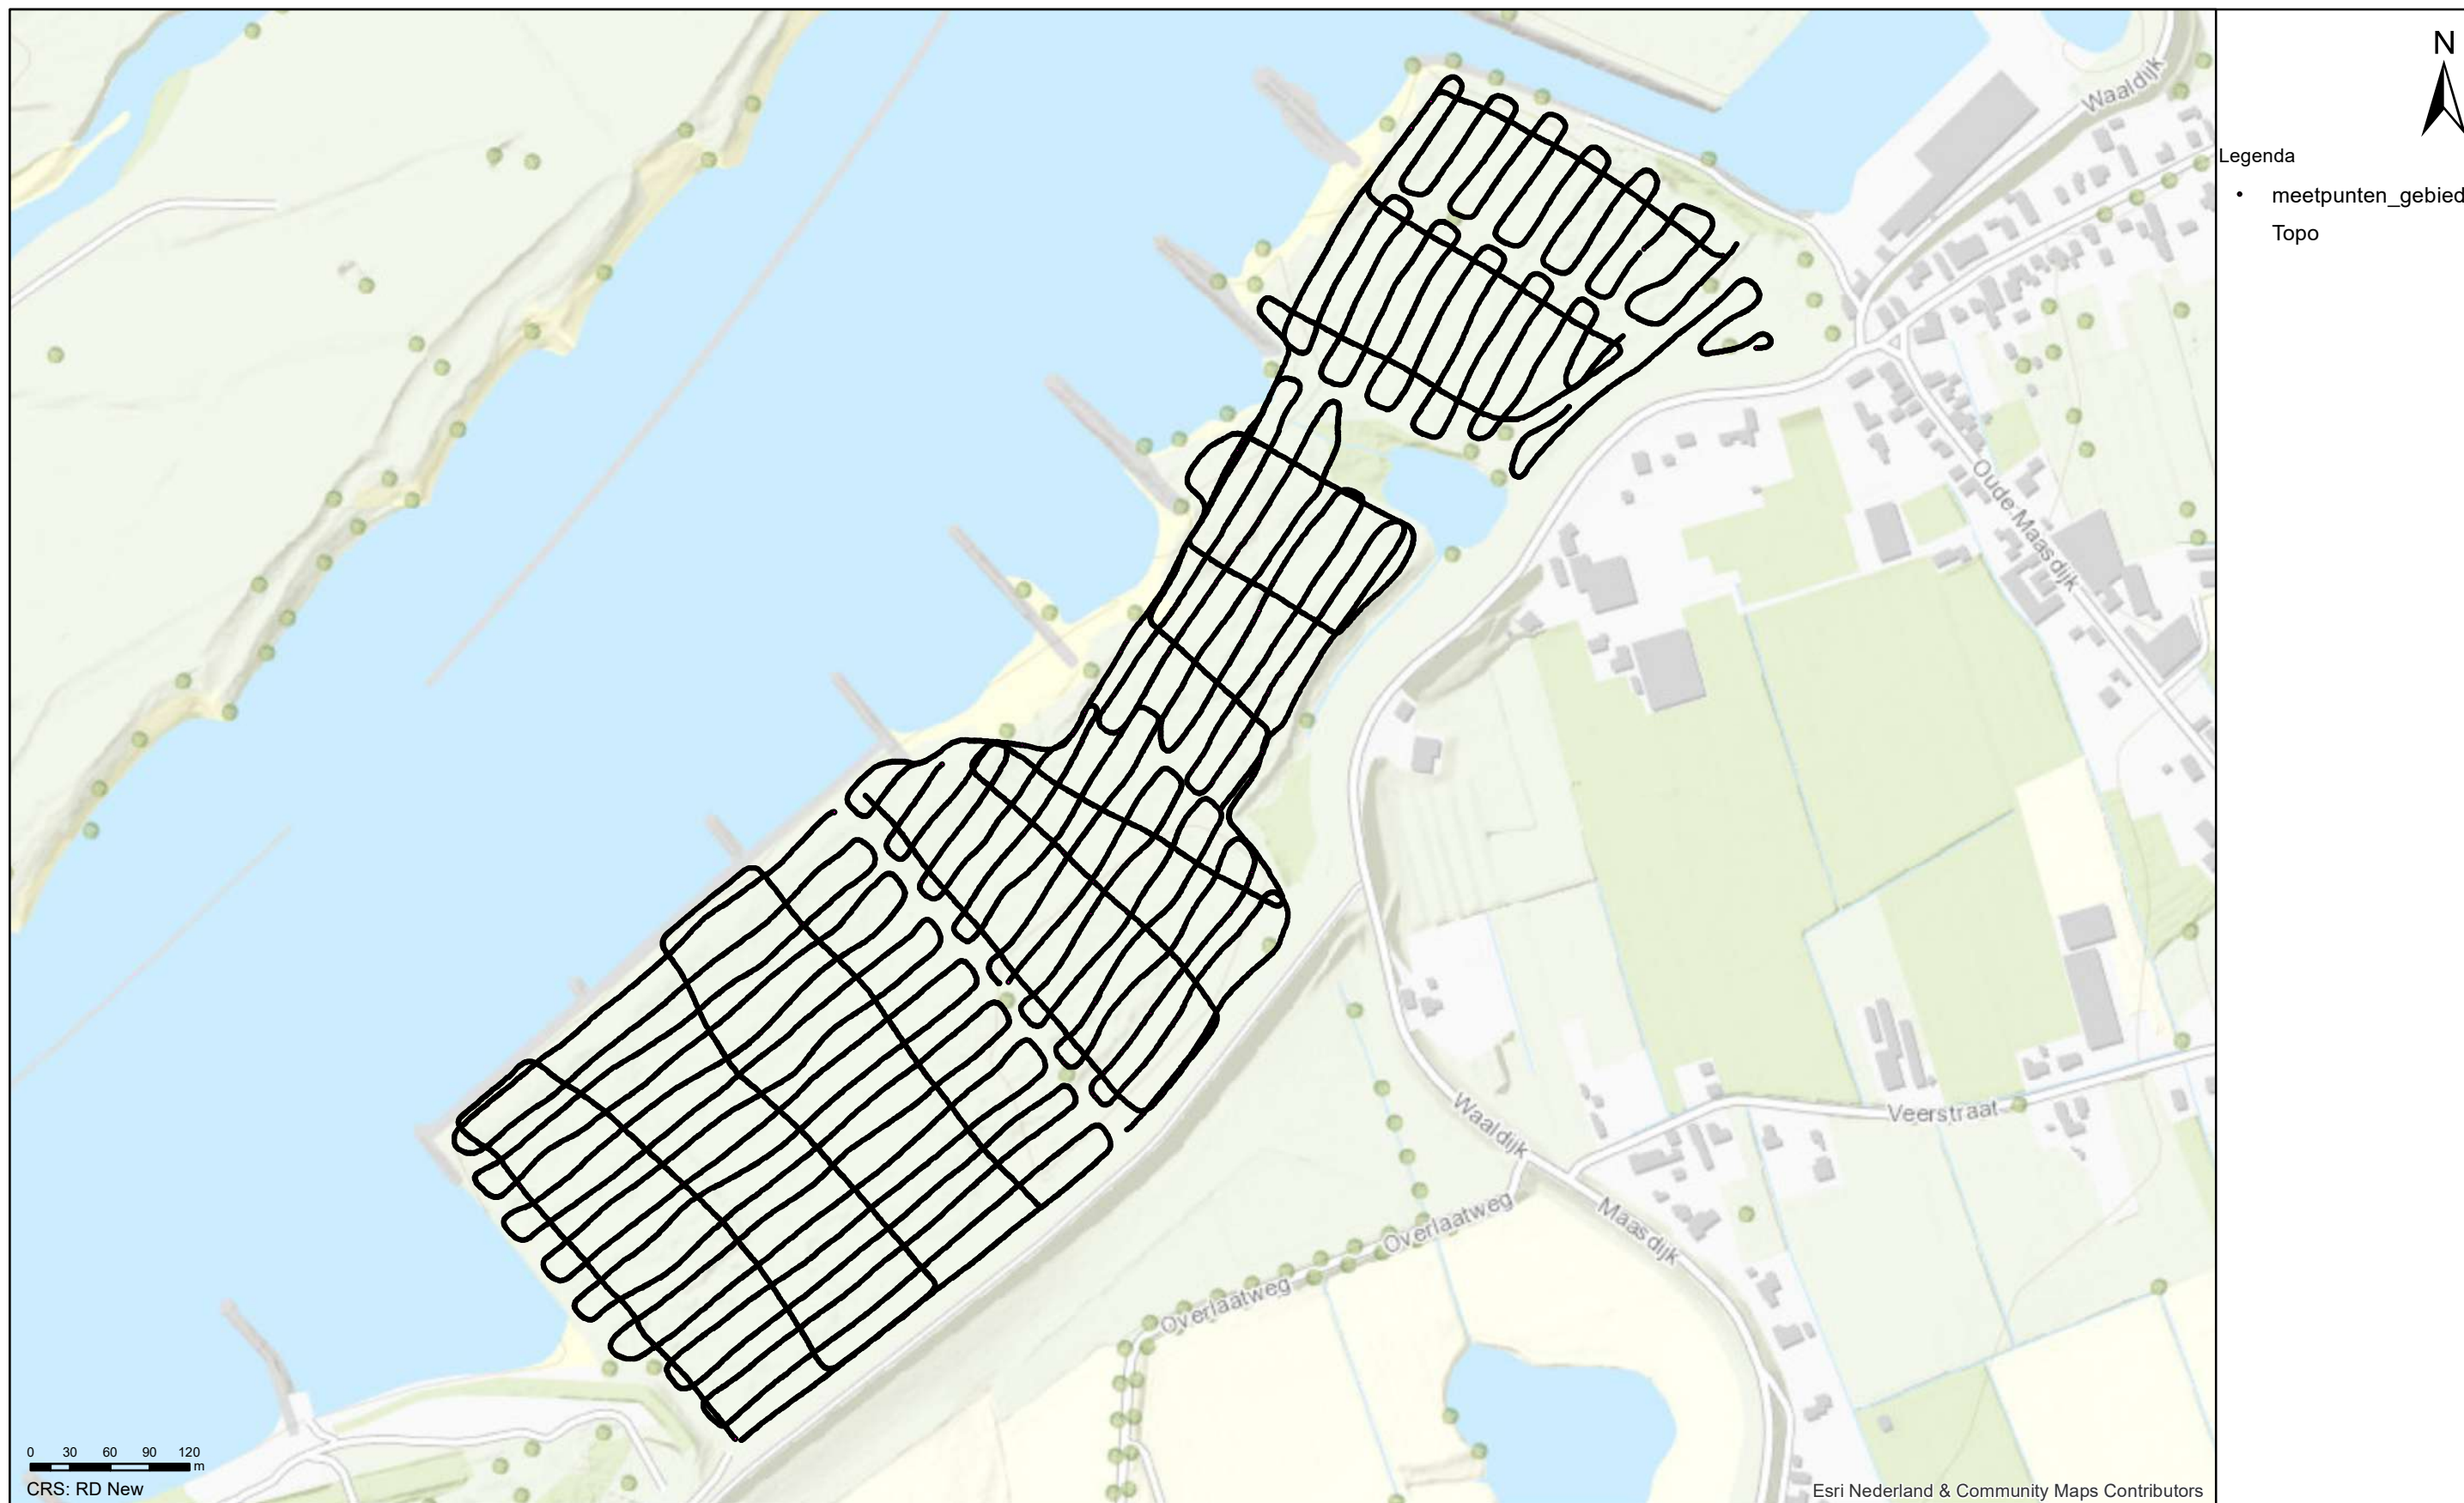 N
Waaldijk
Legenda
meetpunten_gebied
Topo
Oude Maasdijk
Waaldijk
Veerstraat
Overlaatweg
Maasdijk
Overlaatweg
0 30 60 90 120
m
CRS: RD New
Esri Nederland & Community Maps Contributors